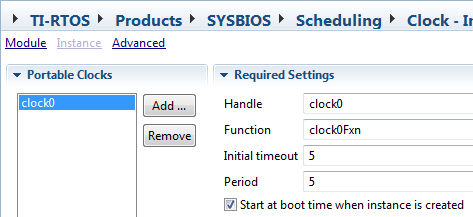 TI-RTOS Products SYSBIOS Scheduling Clock - In
Module Instance Advanced
Portable Clocks
clock0
Add ...
Remove
Required Settings
Handle clock0
Function clock0Fxn
Initial timeout 5
Period 5
Start at boot time when instance is created